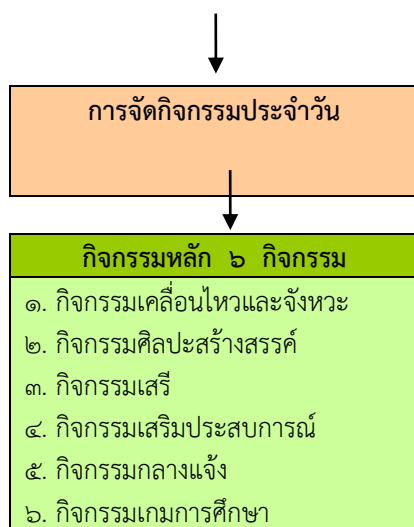 การจัดกิจกรรมประจำวัน
กิจกรรมหลัก ๖ กิจกรรม
๑. กิจกรรมเคลื่อนไหวและจังหวะ
๒. กิจกรรมศิลปะสร้างสรรค์
๓. กิจกรรมเสรี
๔. กิจกรรมเสริมประสบการณ์
๕. กิจกรรมกลางแจ้ง
๖. กิจกรรมเกมการศึกษา